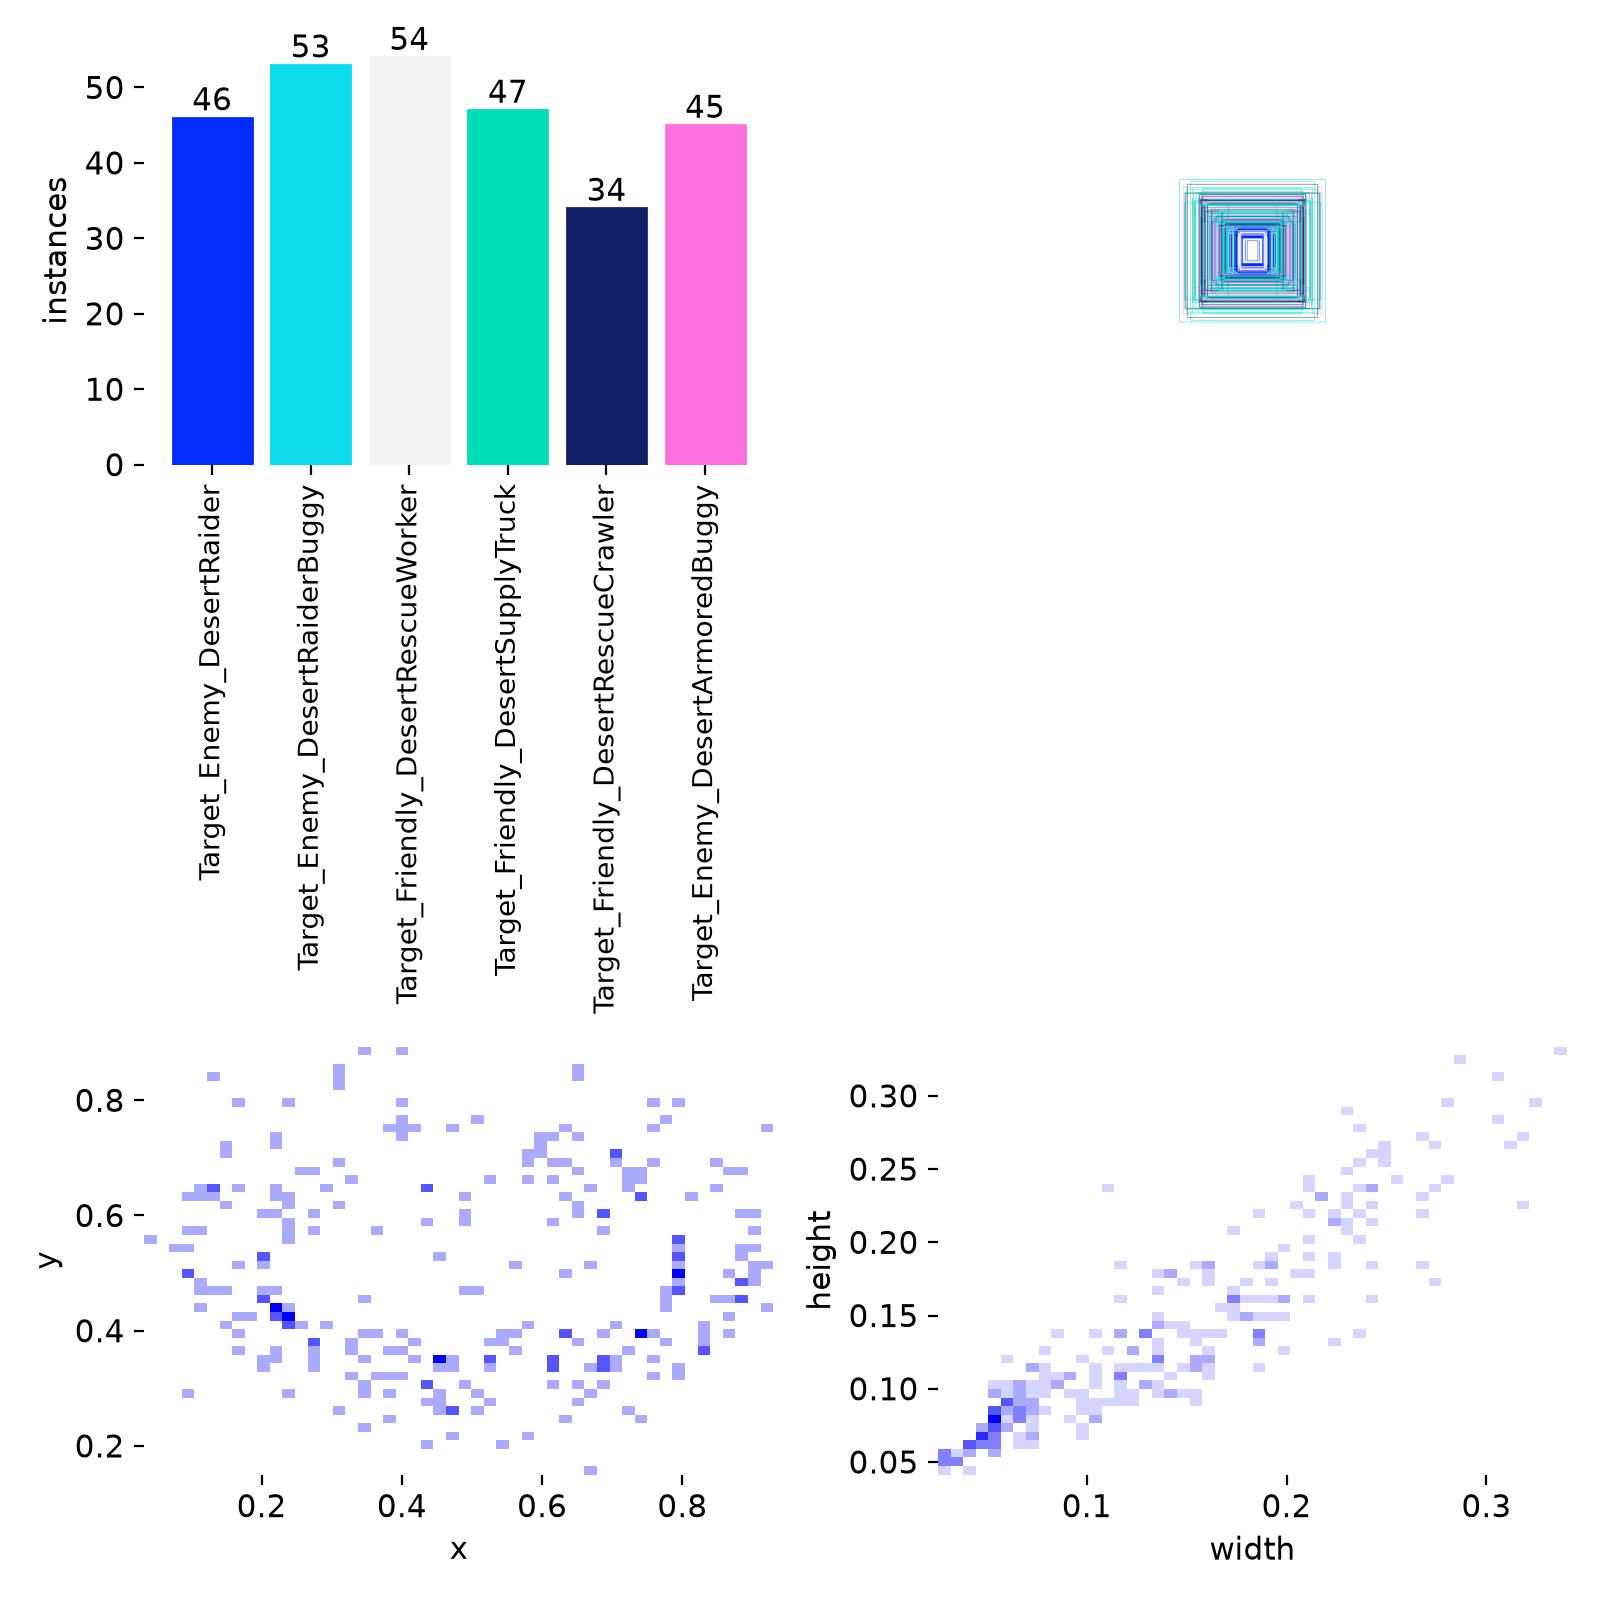 46
53
54
47
34
45
50
40
30
20
10
0
instances
Target_Enemy_DesertRaider
Target_Enemy_DesertRaiderBuggy
Target_Friendly_DesertRescueWorker
Target_Friendly_DesertSupplyTruck
Target_Friendly_DesertRescueCrawler
Target_Enemy_DesertArmoredBuggy
0.8
0.6
0.4
0.2
y
0.2 0.4 0.6 0.8
x
0.30
0.25
0.20
0.15
0.10
0.05
height
0.1 0.2 0.3
width